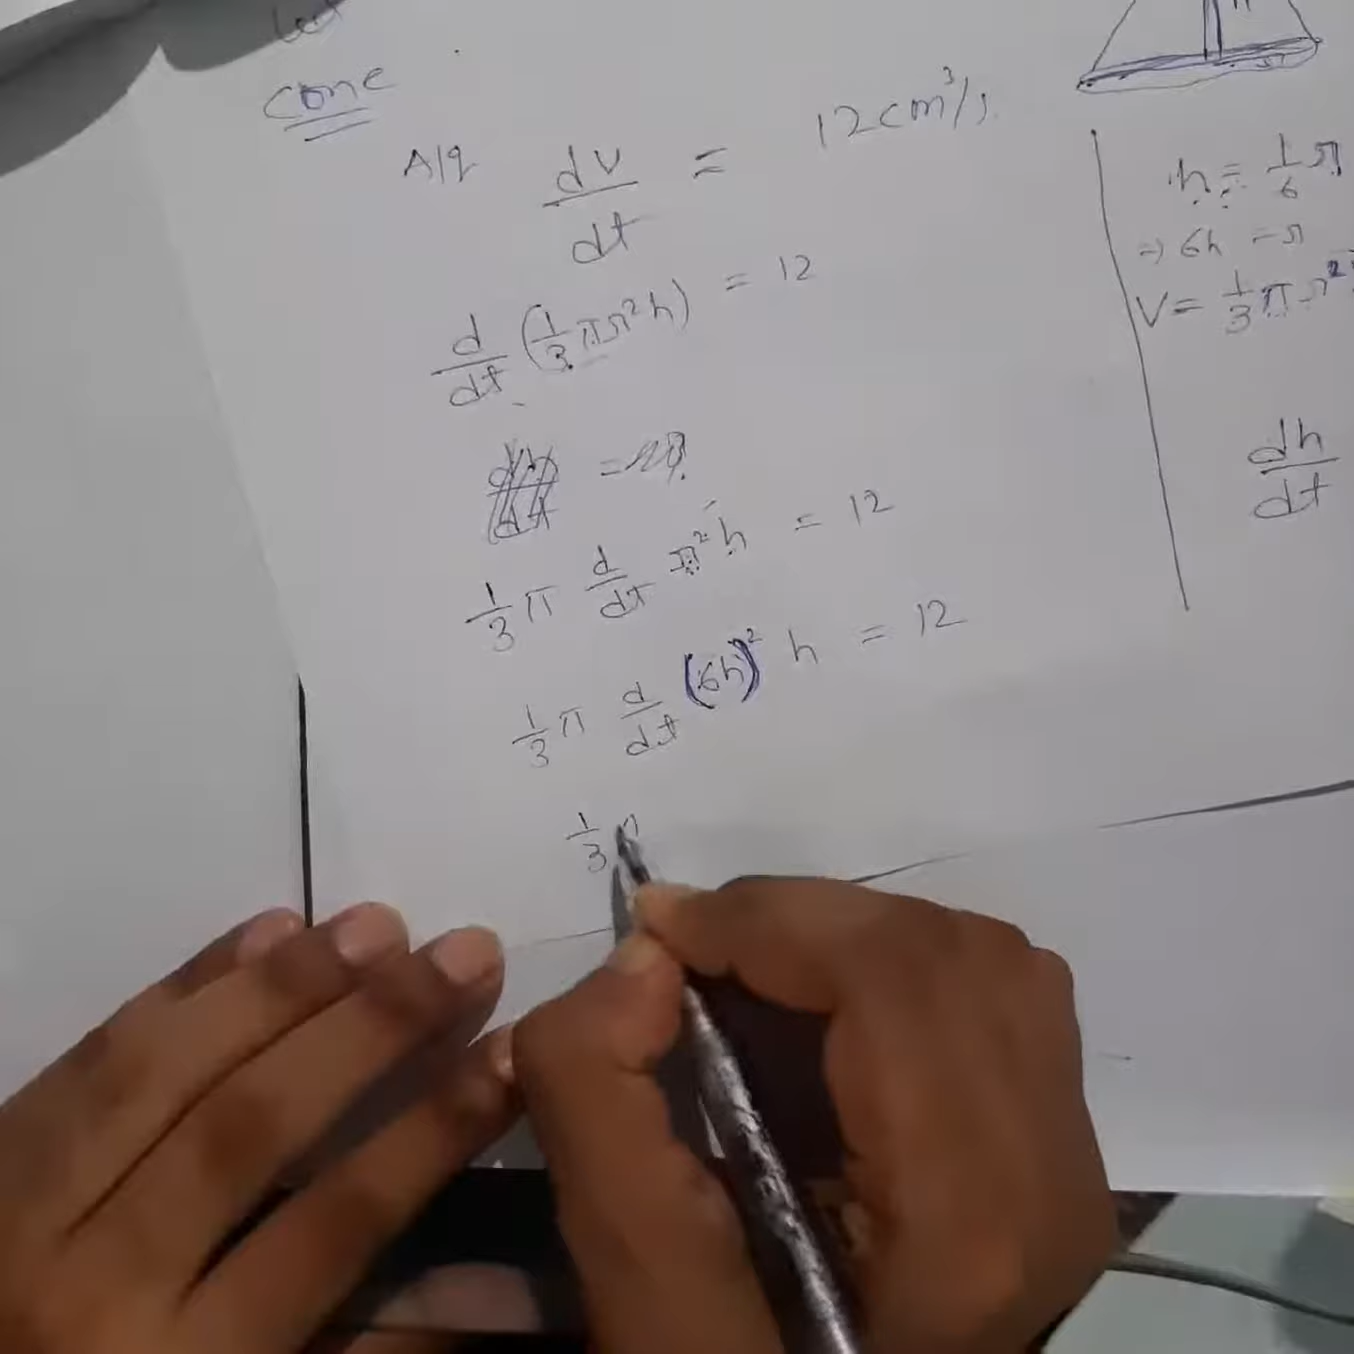 cone
A/q dV/dt = 12cm³/s
d/dt (1/3 πr²h) = 12
1/3 π d/dt r²h = 12
1/3 π d/dt (6h)² h = 12
1/3 π
h
h = 1/6 r
⇒ 6h = r
V = 1/3 πr²
dh/dt